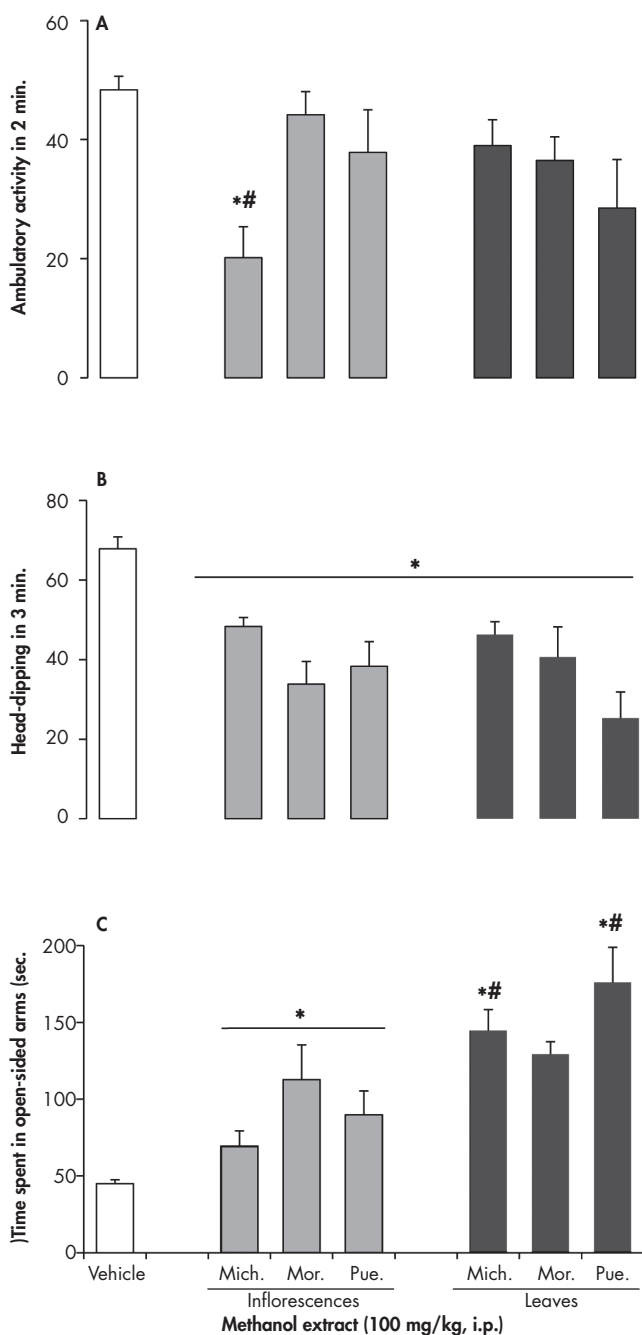 A
Ambulatory activity in 2 min.
60
40
20
0
*#
B
Head-dipping in 3 min.
80
60
40
20
0
*
C
)Time spent in open-sided arms (sec.
200
150
100
50
0
*
*#
*#
Vehicle Mich. Mor. Pue. Mich. Mor. Pue.
Inflorescences Leaves
Methanol extract (100 mg/kg, i.p.)